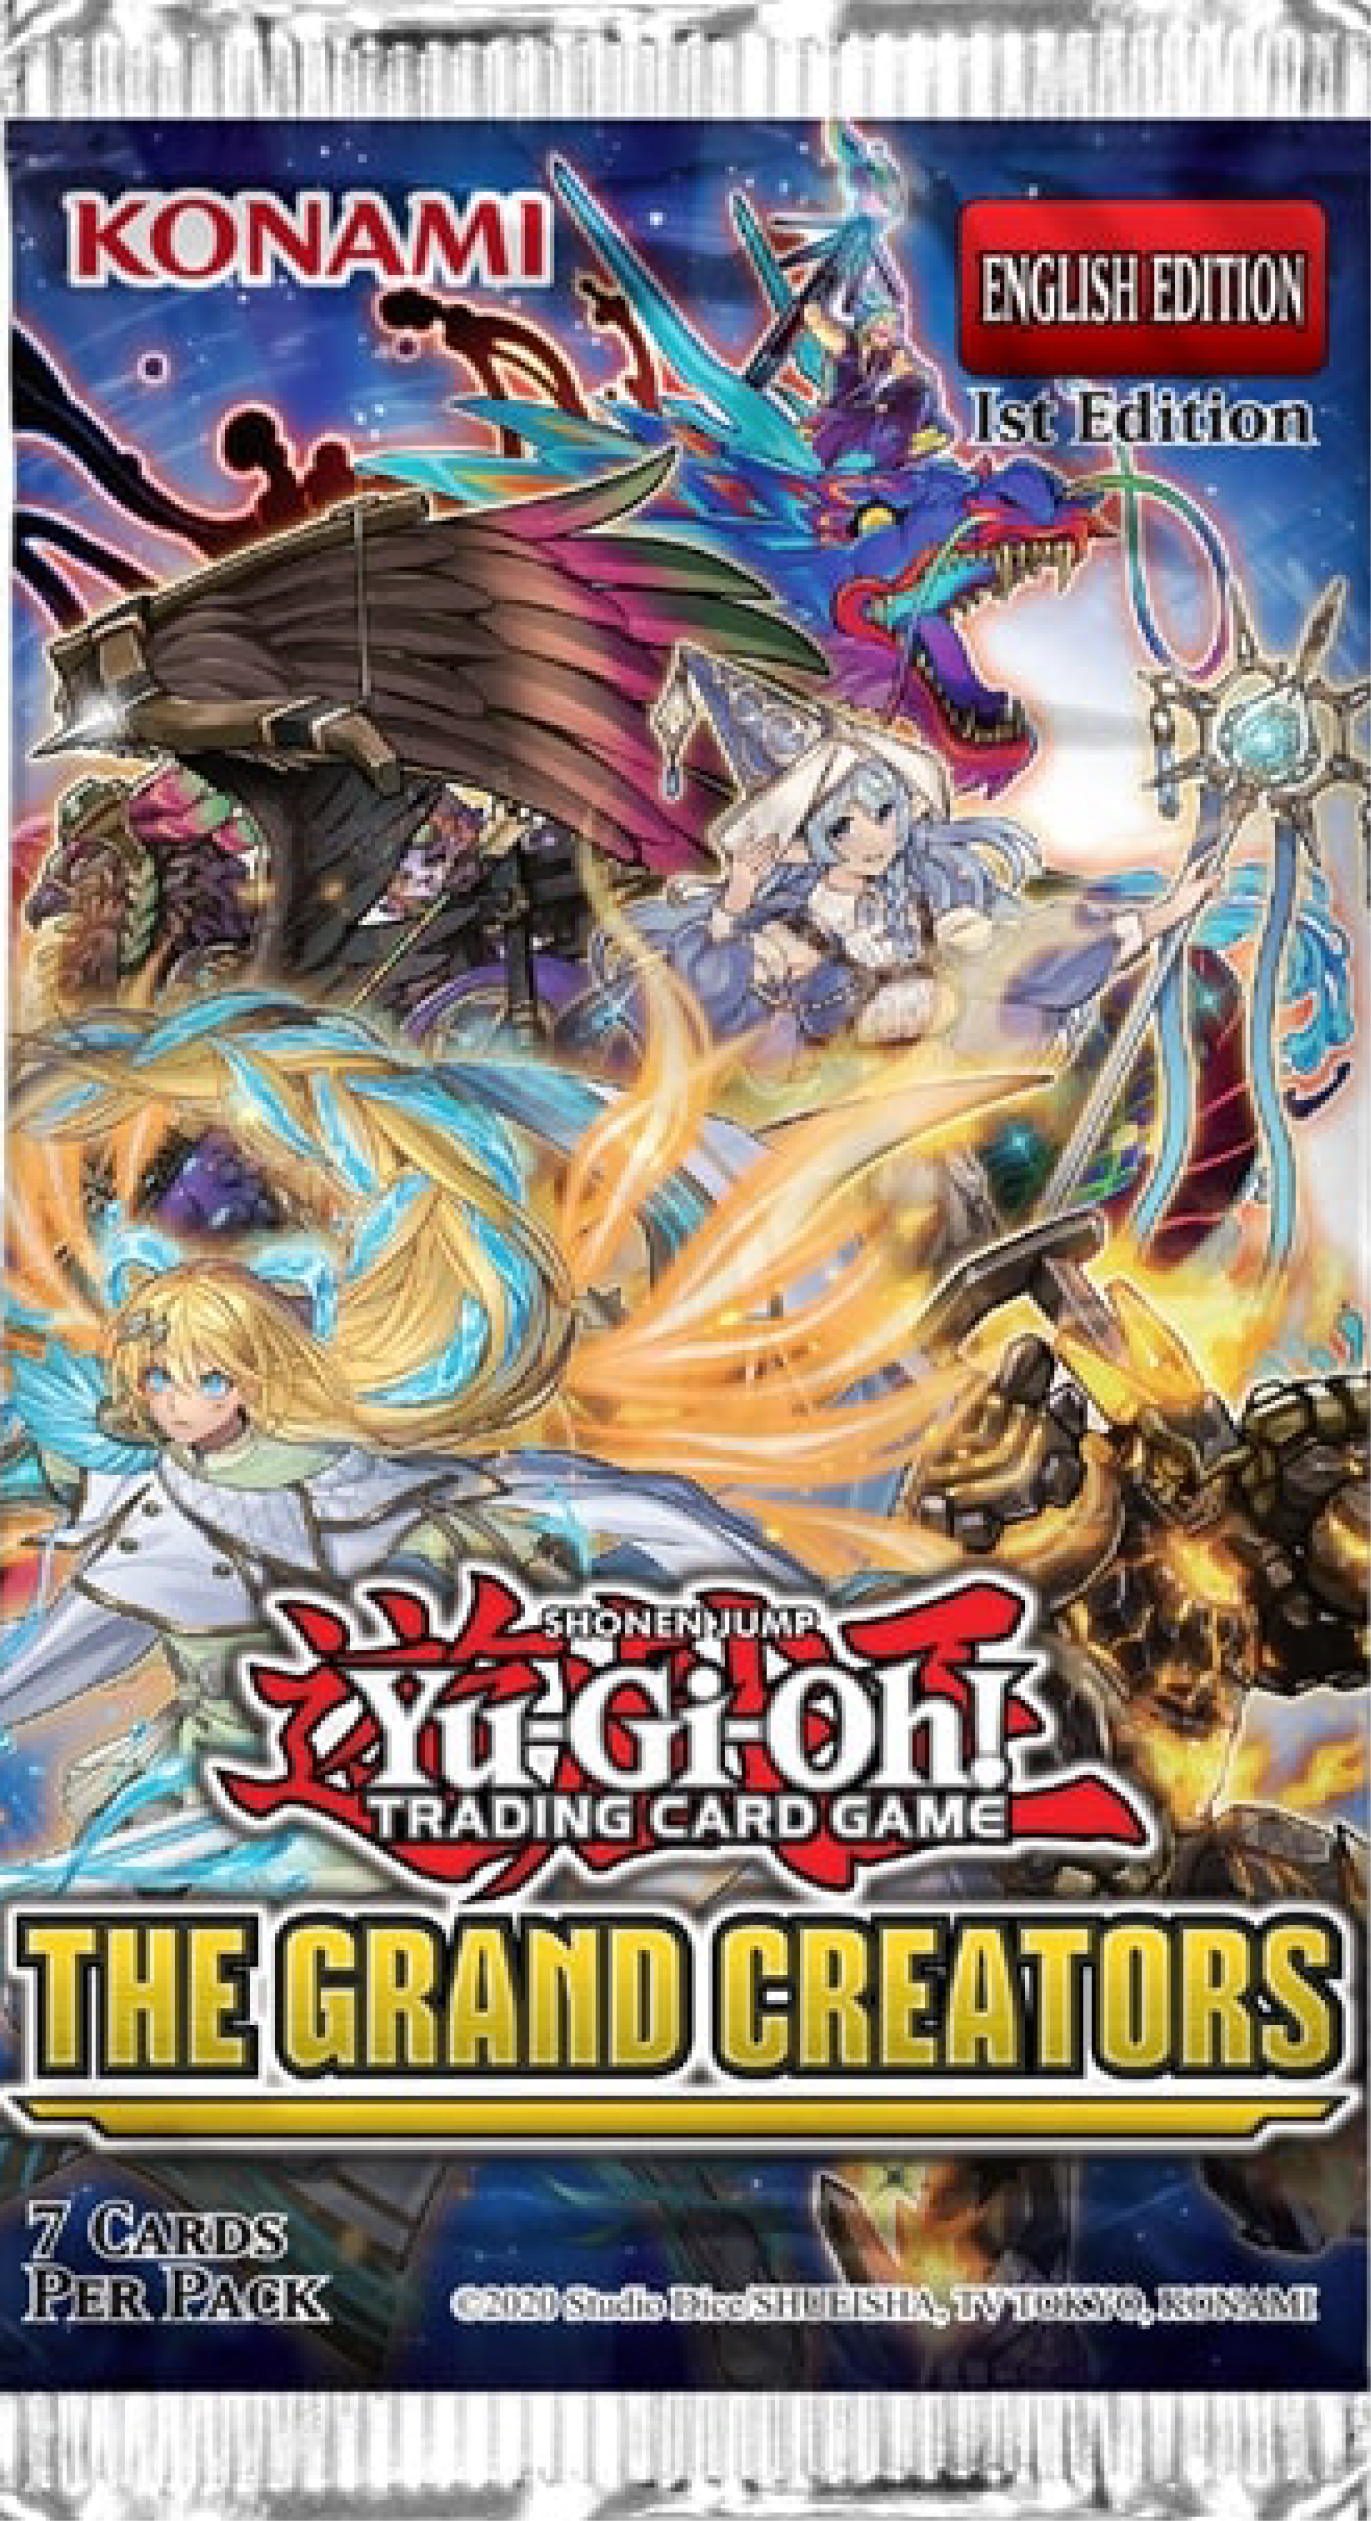 KONAMI
ENGLISH EDITION
1st Edition
SHONEN JUMP
Yu-Gi-Oh!
TRADING CARD GAME
THE GRAND CREATORS
7 CARDS
PER PACK
©2020 Studio Dice/SHUEISHA, TV TOKYO, KONAMI